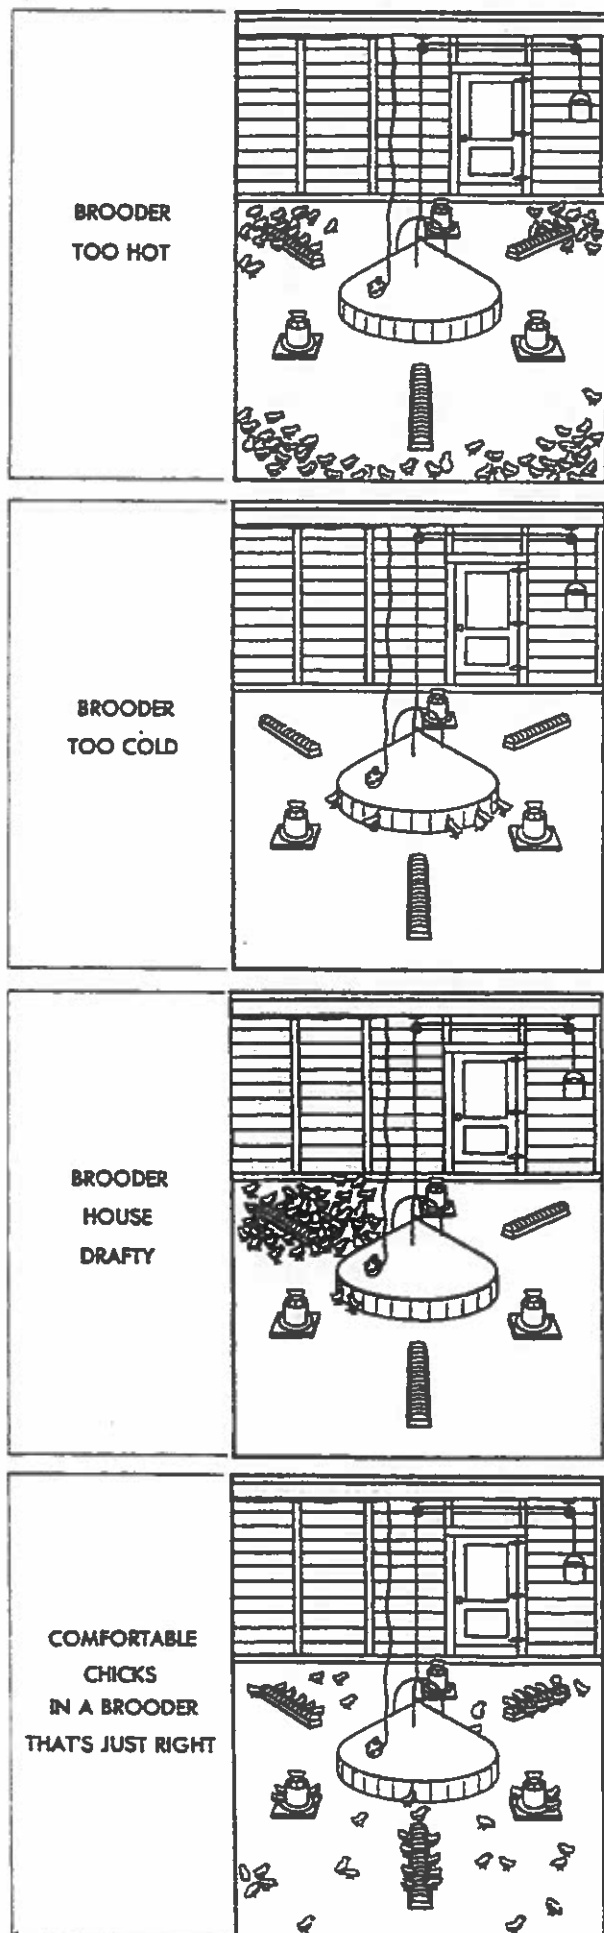 BROODER
TOO HOT
BROODER
TOO COLD
BROODER
HOUSE
DRAFTY
COMFORTABLE
CHICKS
IN A BROODER
THAT'S JUST RIGHT